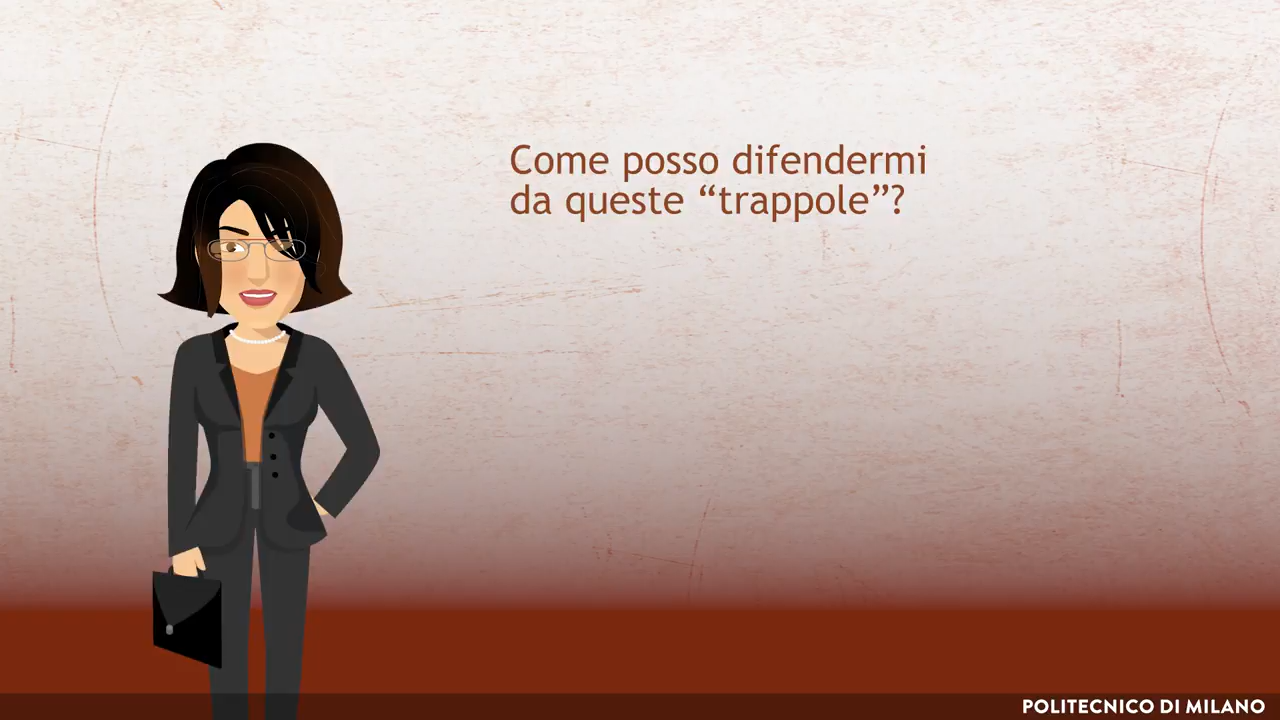 Come posso difendermi
da queste “trappole”?
POLITECNICO DI MILANO